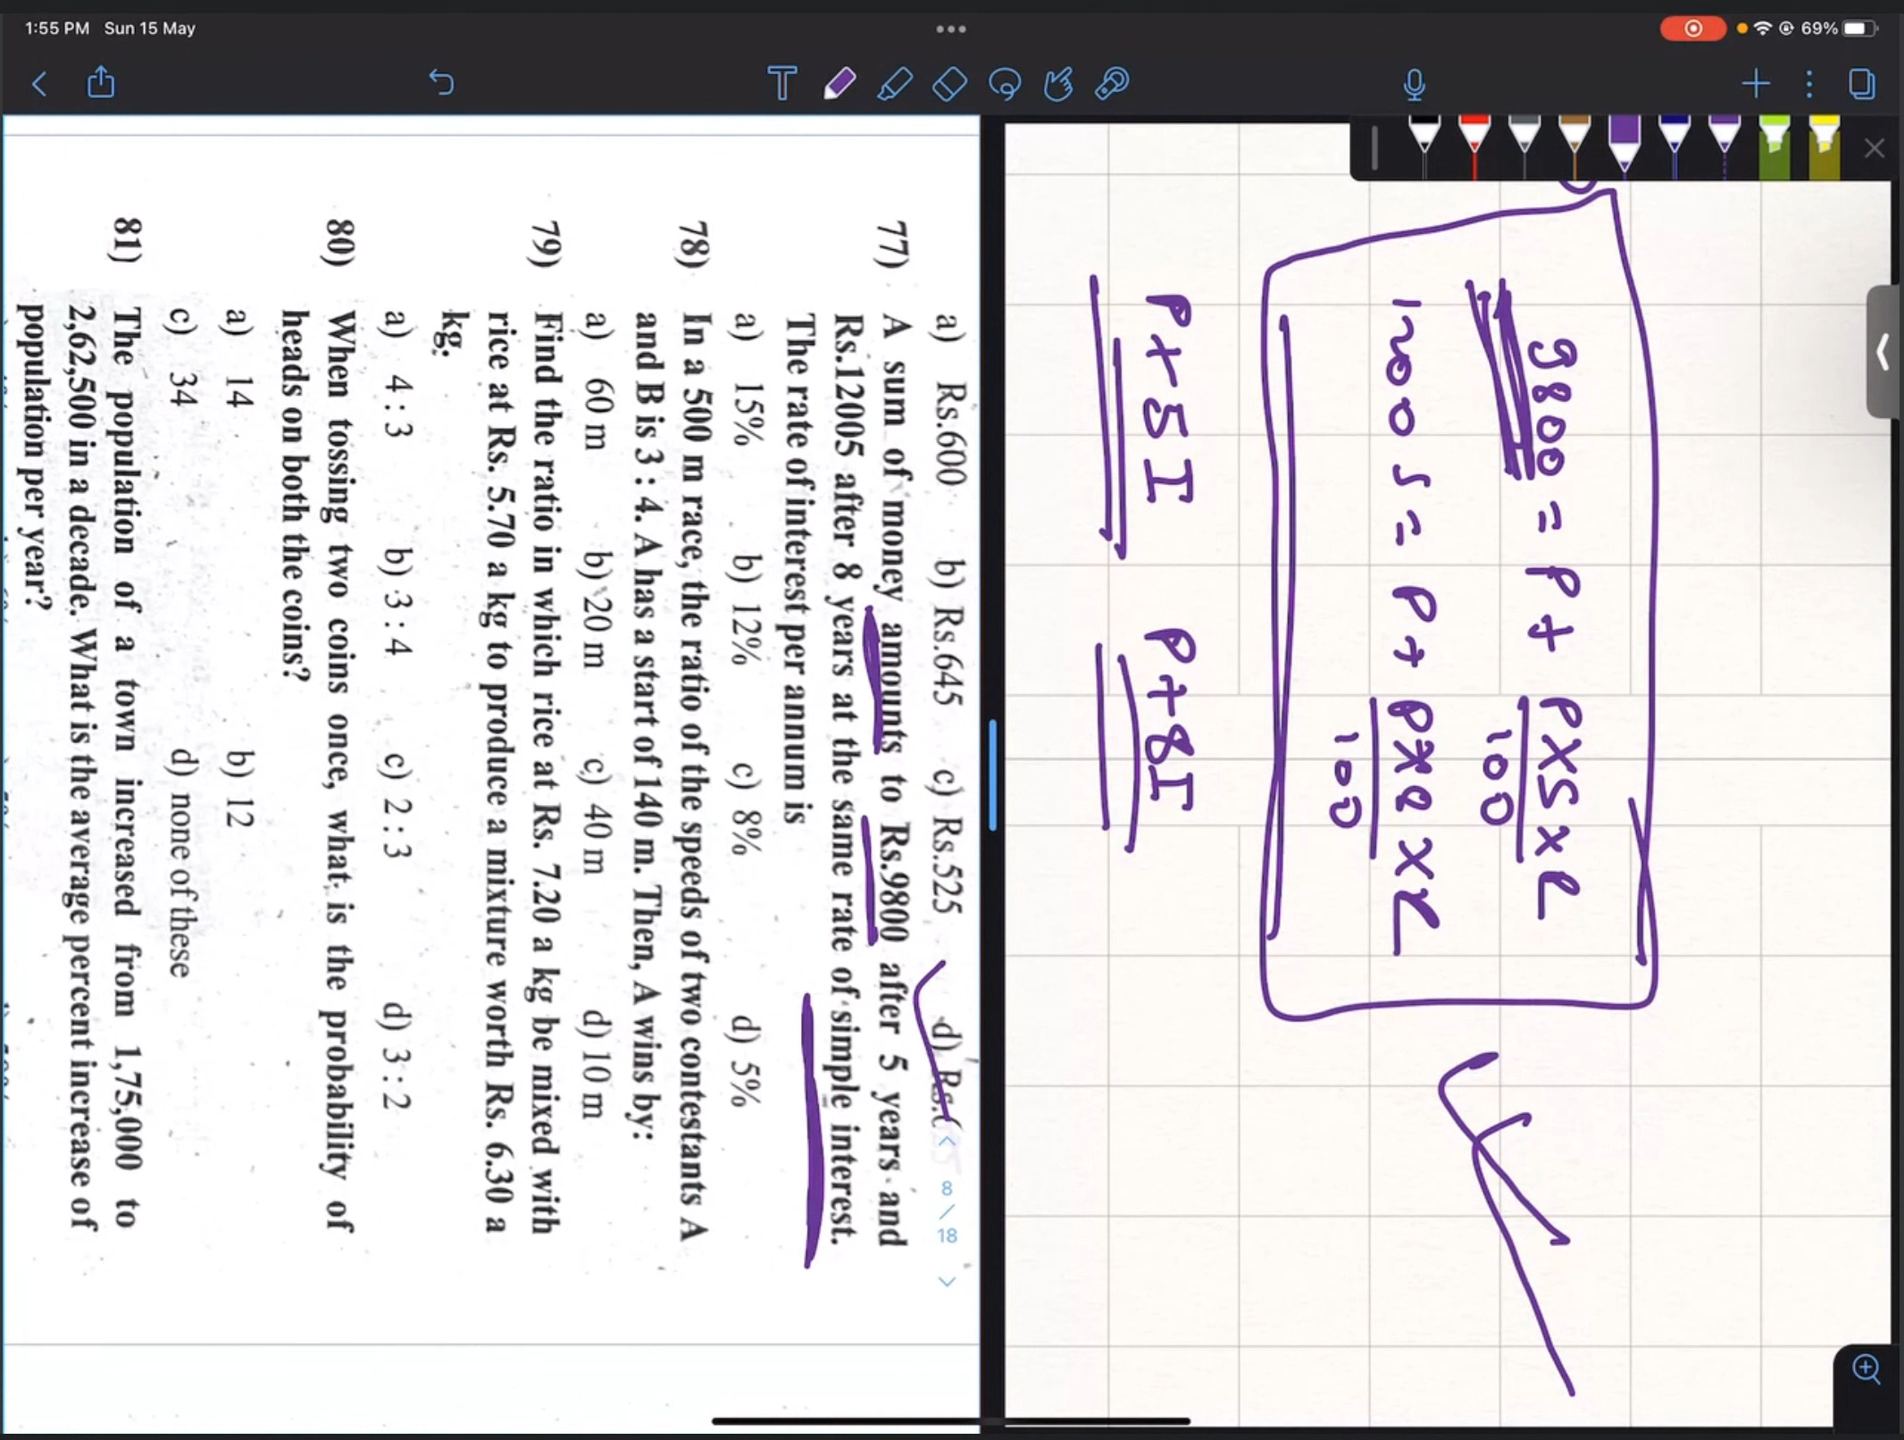 1:55 PM Sun 15 May
69%
a) Rs.600 b) Rs.645 c) Rs.525 d) Rs.
77) A sum of money amounts to Rs.9800 after 5 years and
Rs.12005 after 8 years at the same rate of simple interest.
The rate of interest per annum is
a) 15% b) 12% c) 8% d) 5%
78) In a 500 m race, the ratio of the speeds of two contestants A
and B is 3 : 4. A has a start of 140 m. Then, A wins by:
a) 60 m b) 20 m c) 40 m d) 10 m
79) Find the ratio in which rice at Rs. 7.20 a kg be mixed with
rice at Rs. 5.70 a kg to produce a mixture worth Rs. 6.30 a
kg.
a) 4 : 3 b) 3 : 4 c) 2 : 3 d) 3 : 2
80) When tossing two coins once, what is the probability of
heads on both the coins?
a) 14 b) 12
c) 34 d) none of these
81) The population of a town increased from 1,75,000 to
2,62,500 in a decade. What is the average percent increase of
population per year?
8 / 18
9800 = P + P×5×R
100
12005 = P + P×8×R
100
P+5I P+8I